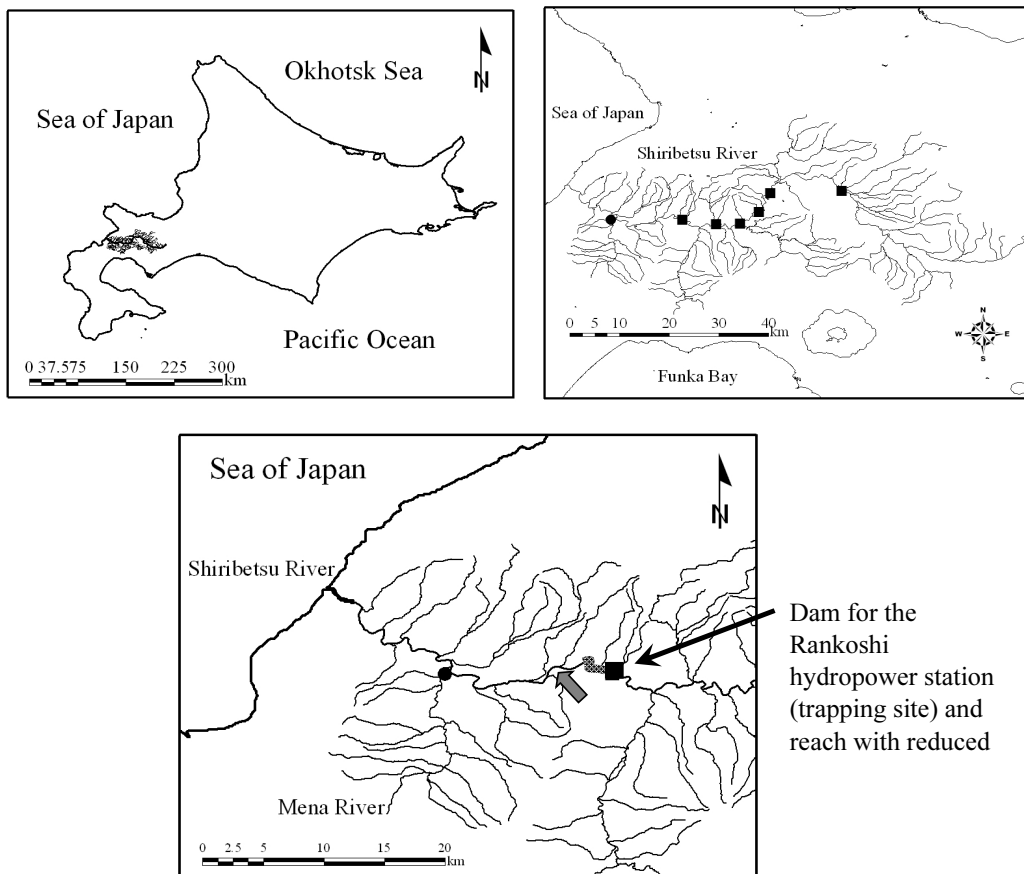 Okhotsk Sea
N
Sea of Japan
Pacific Ocean
0 37.575 150 225 300
km
Sea of Japan
Shiribetsu River
0 5 10 20 30 40
km
N
W E
S
Funka Bay
Sea of Japan
N
Shiribetsu River
Mena River
0 2.5 5 10 15 20
km
Dam for the
Rankoshi
hydropower station
(trapping site) and
reach with reduced